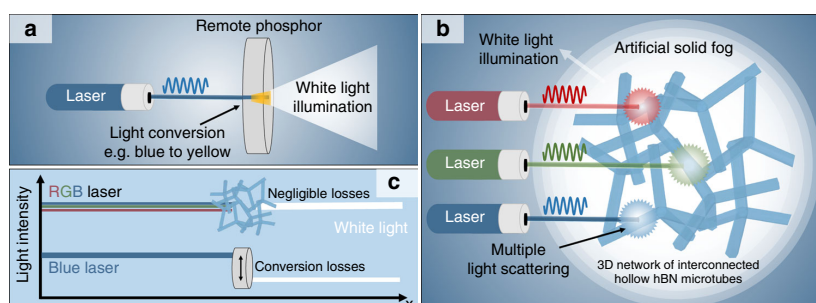 a
Remote phosphor
Laser
White light
illumination
Light conversion
e.g. blue to yellow
b
White light
illumination
Artificial solid fog
Laser
Laser
Laser
Multiple
light scattering
3D network of interconnected
hollow hBN microtubes
c
Light intensity
RGB laser
Negligible losses
White light
Blue laser
Conversion losses
x